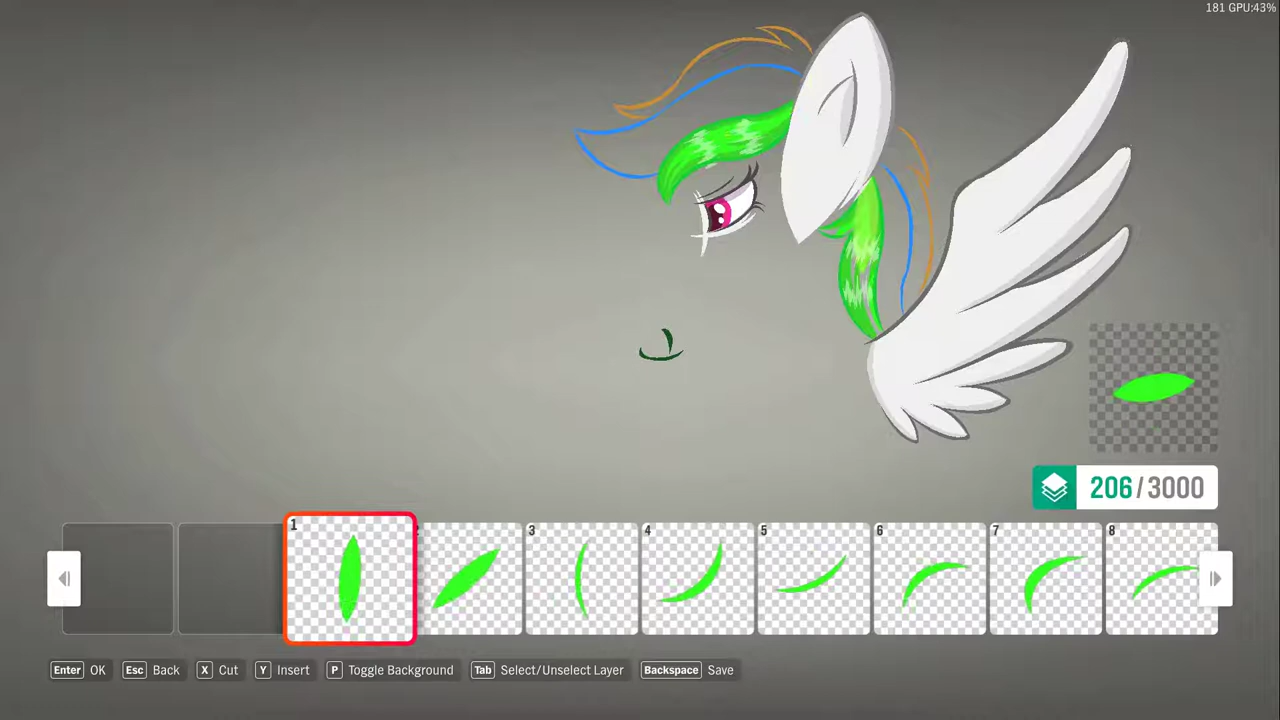 181 GPU:43%
206/3000
1 2 3 4 5 6 7 8
Enter OK Esc Back X Cut Y Insert P Toggle Background Tab Select/Unselect Layer Backspace Save